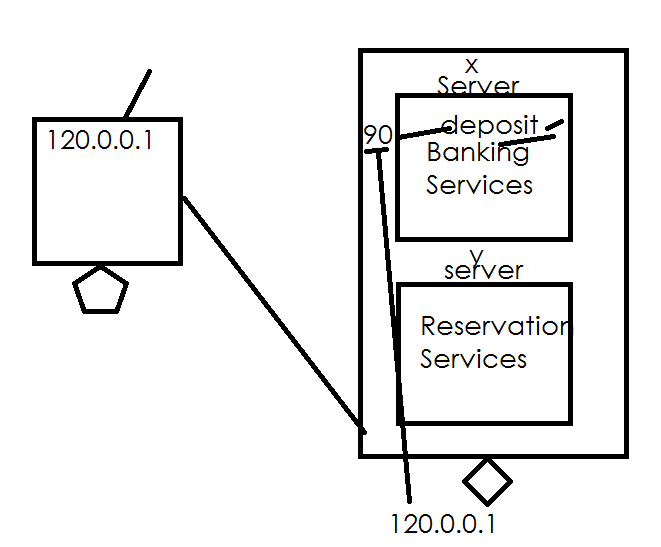 120.0.0.1
x
Server
90
deposit
Banking
Services
y
server
Reservation
Services
120.0.0.1